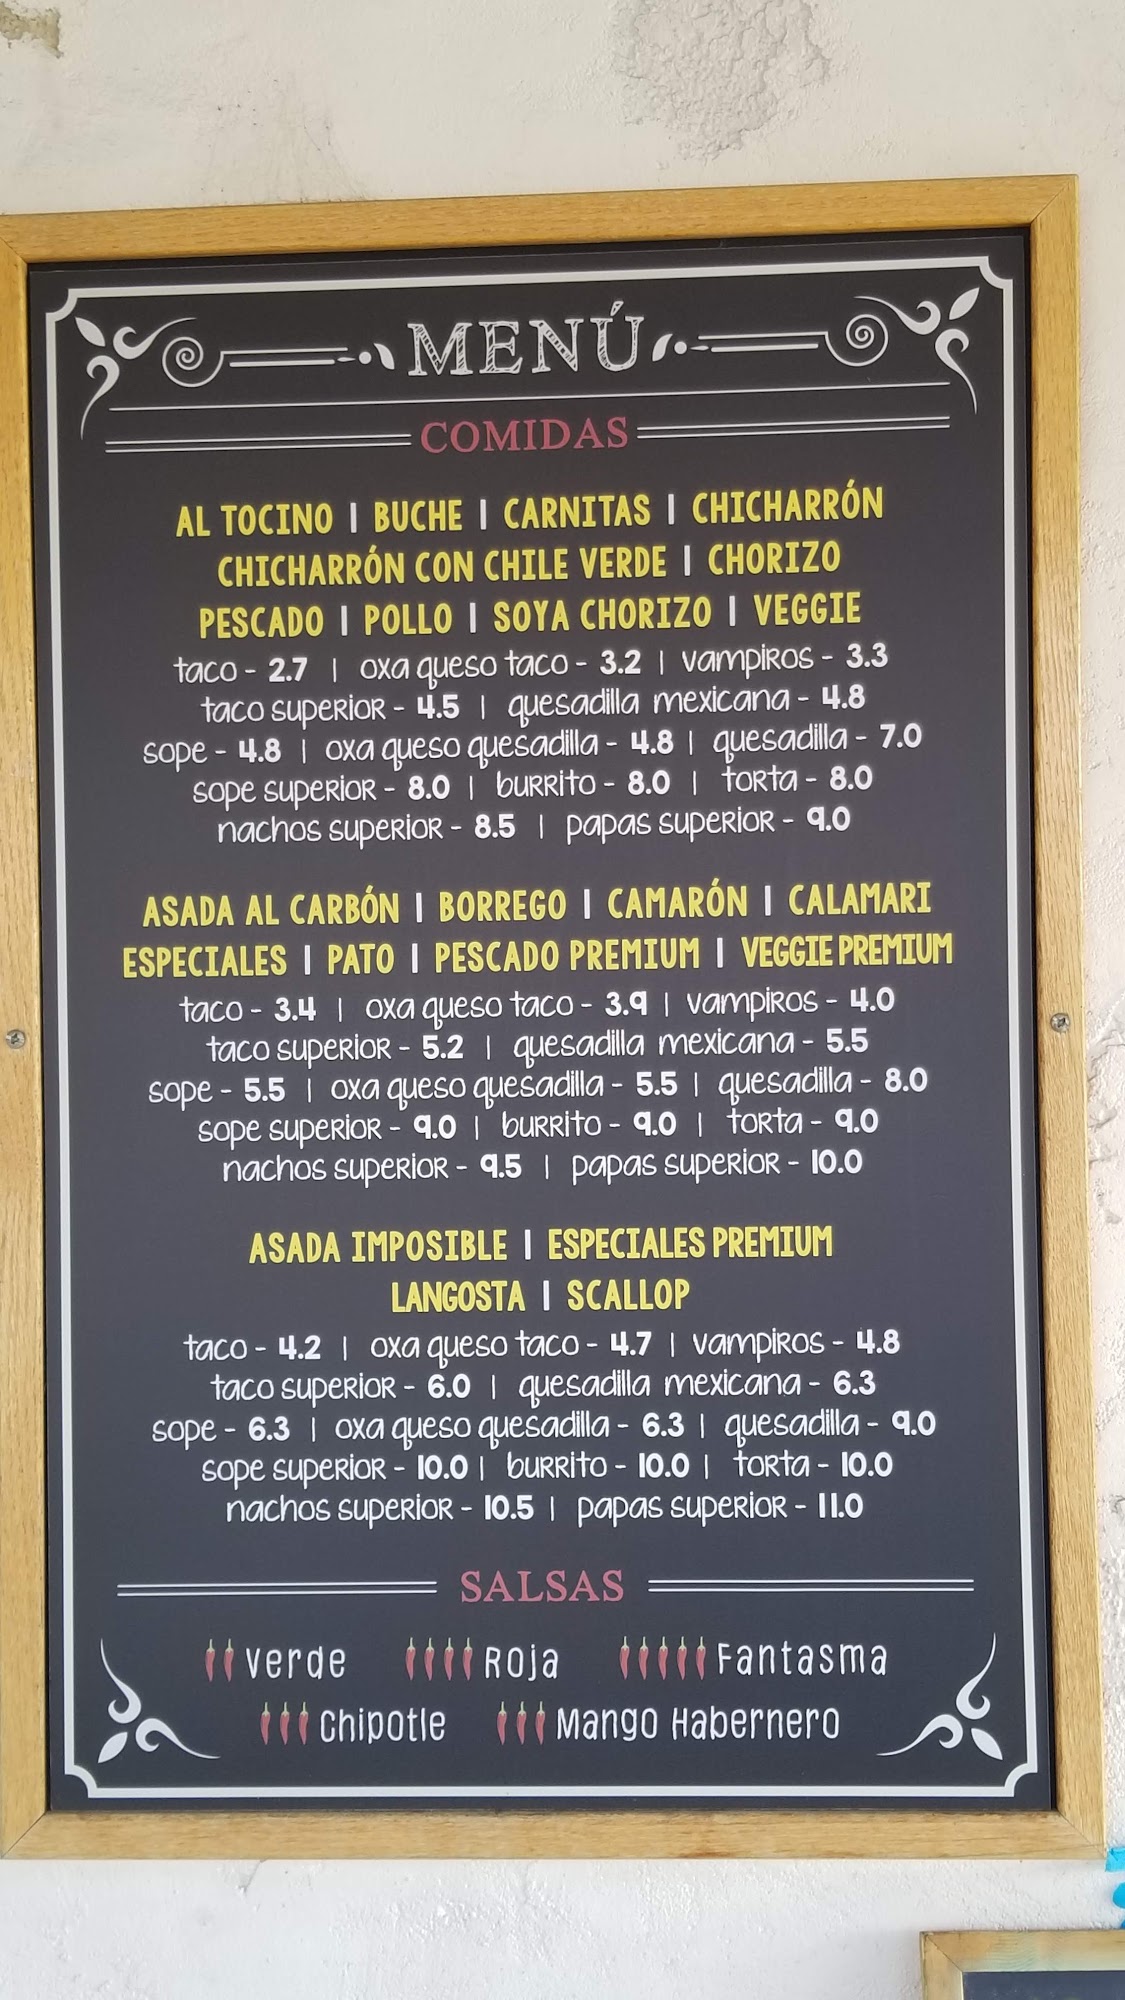 MENÚ
COMIDAS
AL TOCINO | BUCHE | CARNITAS | CHICHARRÓN
CHICHARRÓN CON CHILE VERDE | CHORIZO
PESCADO | POLLO | SOYA CHORIZO | VEGGIE
taco - 2.7 | oxa queso taco - 3.2 | vampiros - 3.3
taco superior - 4.5 | quesadilla mexicana - 4.8
sope - 4.8 | oxa queso quesadilla - 4.8 | quesadilla - 7.0
sope superior - 8.0 | burrito - 8.0 | torta - 8.0
nachos superior - 8.5 | papas superior - 9.0
ASADA AL CARBÓN | BORREGO | CAMARÓN | CALAMARI
ESPECIALES | PATO | PESCADO PREMIUM | VEGGIE PREMIUM
taco - 3.4 | oxa queso taco - 3.9 | vampiros - 4.0
taco superior - 5.2 | quesadilla mexicana - 5.5
sope - 5.5 | oxa queso quesadilla - 5.5 | quesadilla - 8.0
sope superior - 9.0 | burrito - 9.0 | torta - 9.0
nachos superior - 9.5 | papas superior - 10.0
ASADA IMPOSIBLE | ESPECIALES PREMIUM
LANGOSTA | SCALLOP
taco - 4.2 | oxa queso taco - 4.7 | vampiros - 4.8
taco superior - 6.0 | quesadilla mexicana - 6.3
sope - 6.3 | oxa queso quesadilla - 6.3 | quesadilla - 9.0
sope superior - 10.0 | burrito - 10.0 | torta - 10.0
nachos superior - 10.5 | papas superior - 11.0
SALSAS
Verde Roja Fantasma
Chipotle Mango Habernero